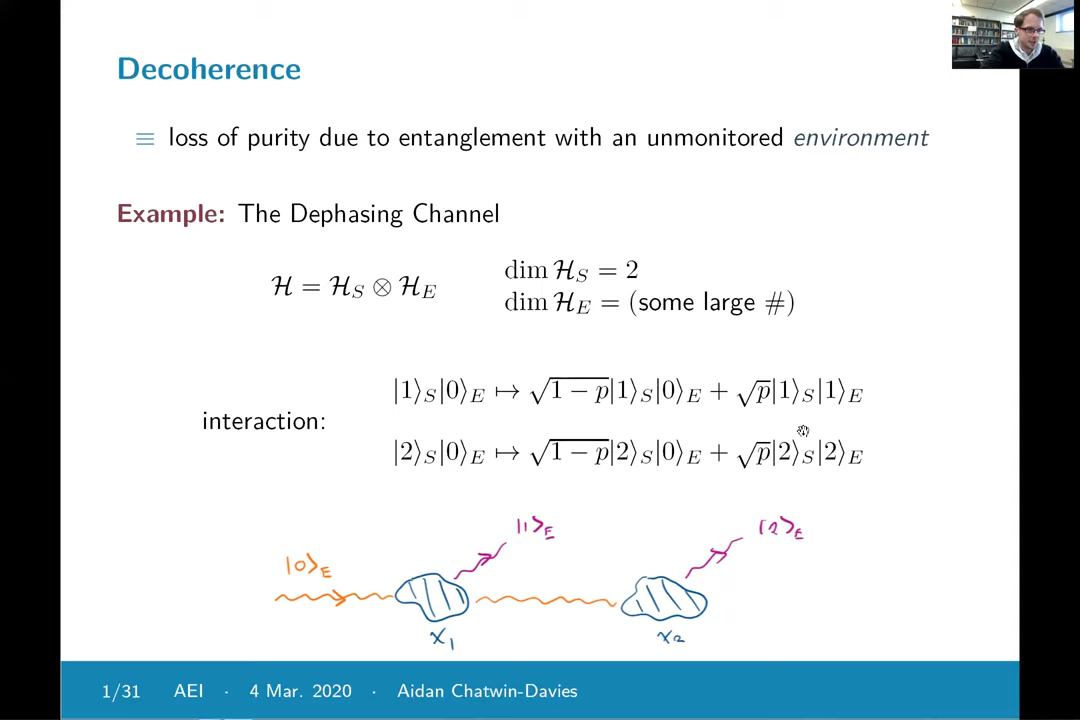 Decoherence
≡ loss of purity due to entanglement with an unmonitored environment
Example: The Dephasing Channel
ℋ = ℋ_S ⊗ ℋ_E
dim ℋ_S = 2
dim ℋ_E = (some large #)
interaction:
|1⟩_S|0⟩_E ↦ √(1 − p)|1⟩_S|0⟩_E + √p|1⟩_S|1⟩_E
|2⟩_S|0⟩_E ↦ √(1 − p)|2⟩_S|0⟩_E + √p|2⟩_S|2⟩_E
|0⟩_E
|1⟩_E
|2⟩_E
x_1
x_2
1/31 AEI · 4 Mar. 2020 · Aidan Chatwin-Davies